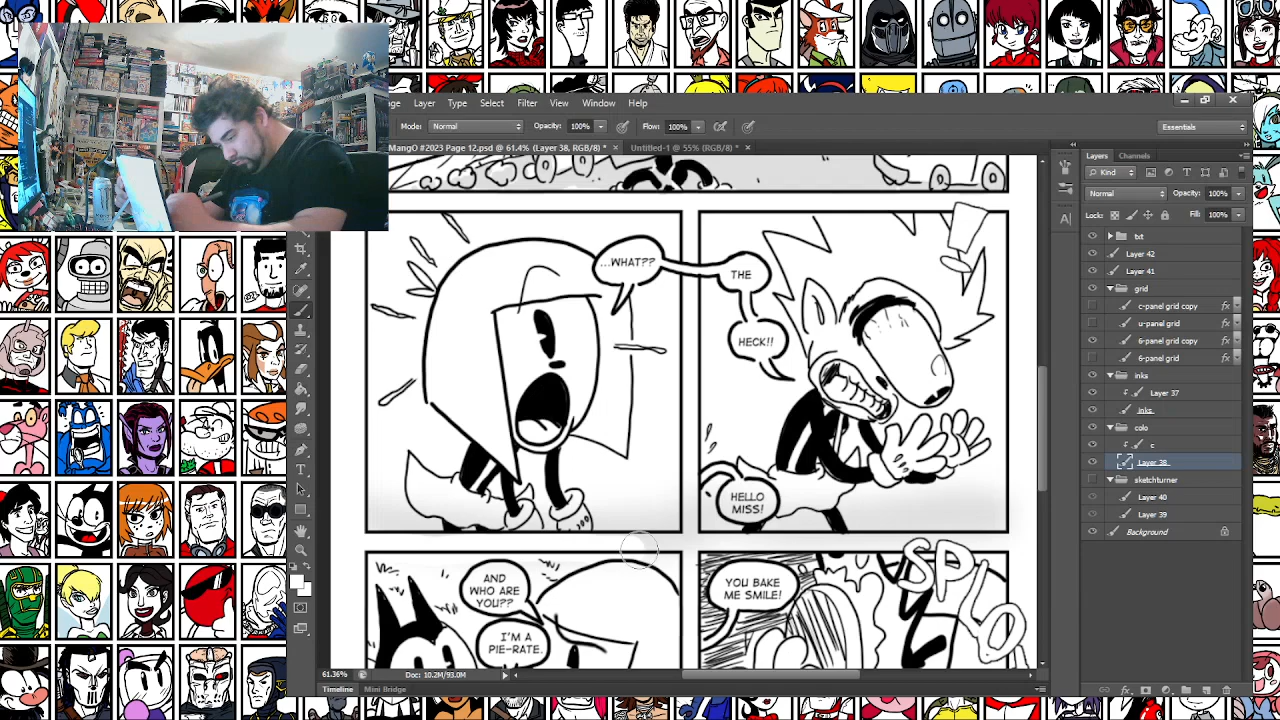 Layer Type Select Filter View Window Help
Mode: Normal Opacity: 100% Flow: 100% Essentials
MangO #2023 Page 12.psd @ 61.4% (Layer 38, RGB/8) * × Untitled-1 @ 55% (RGB/8) * ×
Layers Channels
Kind
Normal Opacity: 100%
Lock: Fill: 100%
txt
Layer 42
Layer 41
grid
c-panel grid copy fx
u-panel grid fx
6-panel grid copy fx
6-panel grid fx
inks
Layer 37
inks
colo
c
Layer 38
sketchturner
Layer 40
Layer 39
Background
...WHAT??
THE
HECK!!
HELLO
MISS!
AND
WHO ARE
YOU??
I'M A
PIE-RATE.
YOU BAKE
ME SMILE!
SPLO
61.36% Doc: 10.2M/93.0M
Timeline Mini Bridge